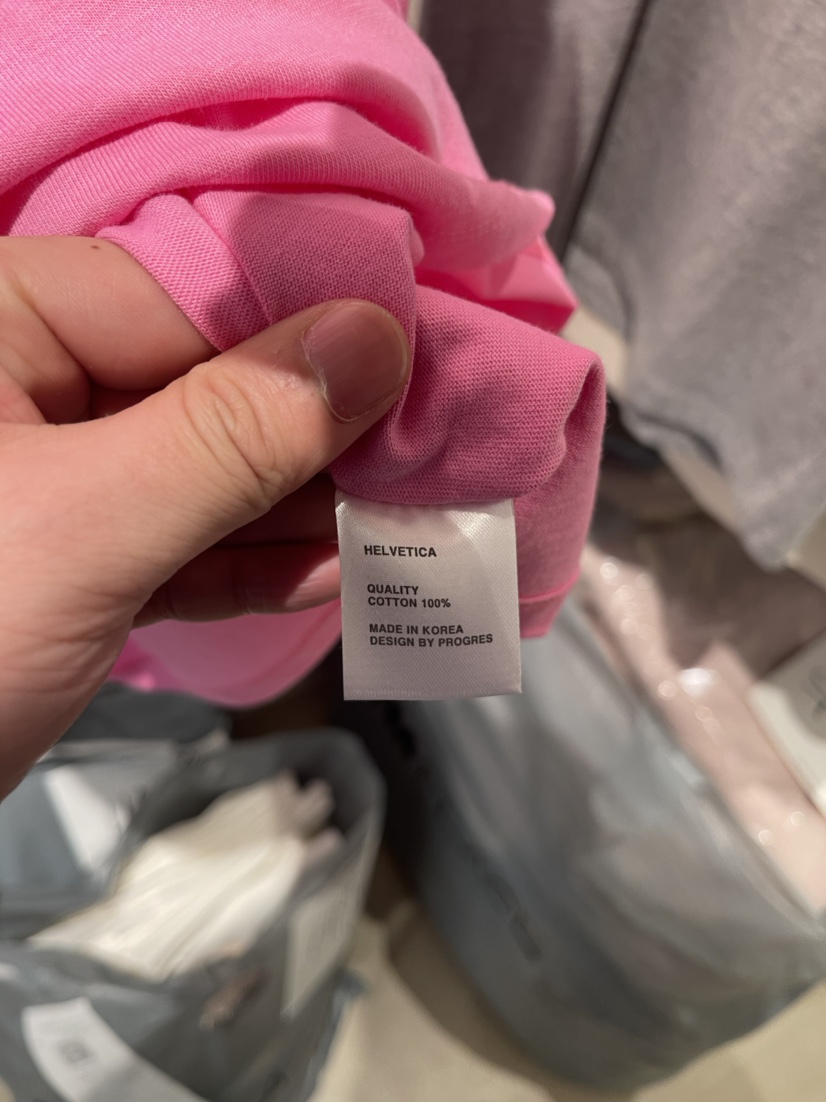 HELVETICA
QUALITY
COTTON 100%
MADE IN KOREA
DESIGN BY PROGRES